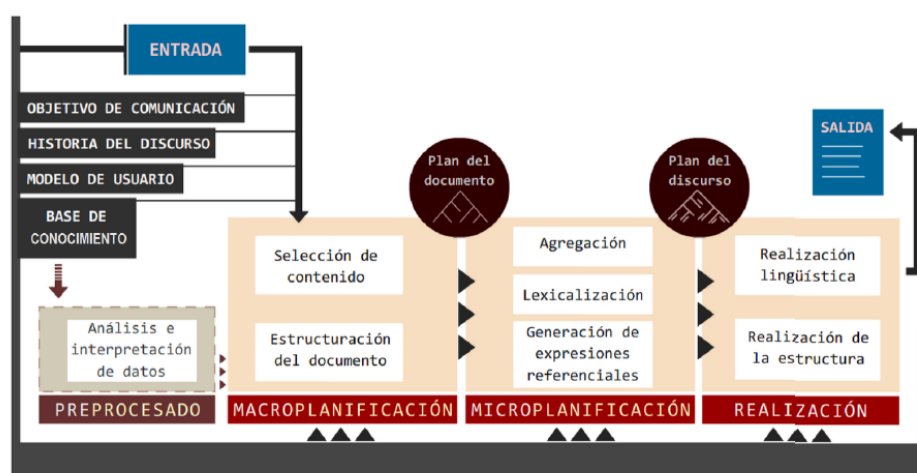 ENTRADA
OBJETIVO DE COMUNICACIÓN
HISTORIA DEL DISCURSO
MODELO DE USUARIO
BASE DE
CONOCIMIENTO
Análisis e
interpretación
de datos
PREPROCESADO
Selección de
contenido
Estructuración
del documento
MACROPLANIFICACIÓN
Plan del
documento
Agregación
Lexicalización
Generación de
expresiones
referenciales
MICROPLANIFICACIÓN
Plan del
discurso
Realización
lingüística
Realización de
la estructura
REALIZACIÓN
SALIDA